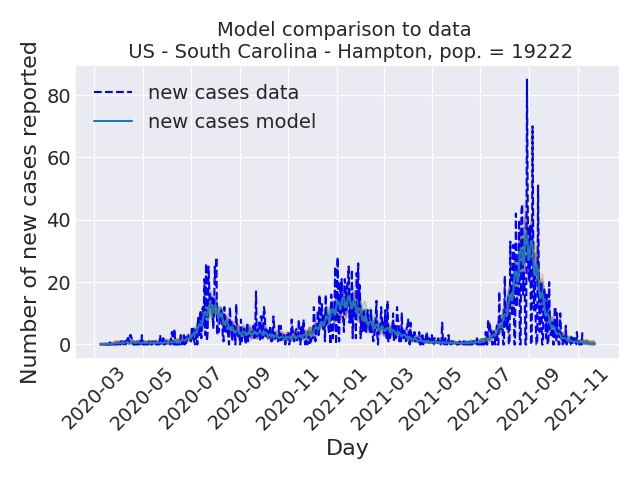 Model comparison to data
US - South Carolina - Hampton, pop. = 19222
Number of new cases reported
80
60
40
20
0
new cases data
new cases model
2020-03
2020-05
2020-07
2020-09
2020-11
2021-01
2021-03
2021-05
2021-07
2021-09
2021-11
Day